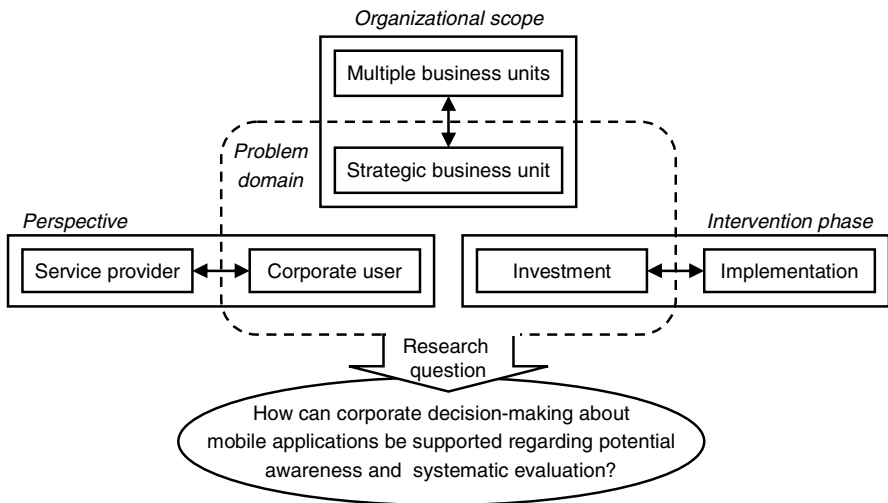 Organizational scope
Multiple business units
Problem
domain
Strategic business unit
Perspective
Intervention phase
Service provider
Corporate user
Investment
Implementation
Research
question
How can corporate decision-making about
mobile applications be supported regarding potential
awareness and systematic evaluation?